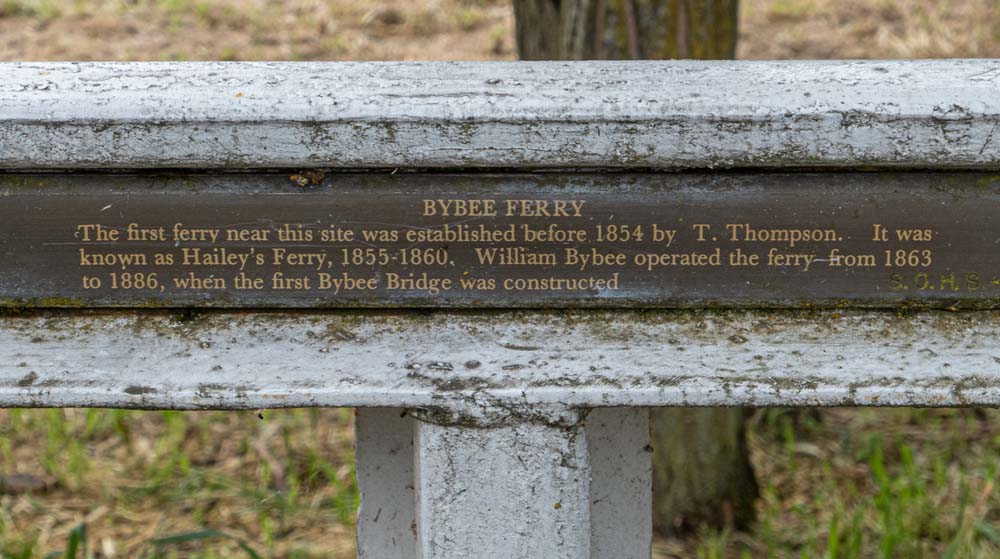 BYBEE FERRY
The first ferry near this site was established before 1854 by T. Thompson. It was
known as Hailey's Ferry, 1855-1860. William Bybee operated the ferry from 1863
to 1886, when the first Bybee Bridge was constructed
S.O.H.S